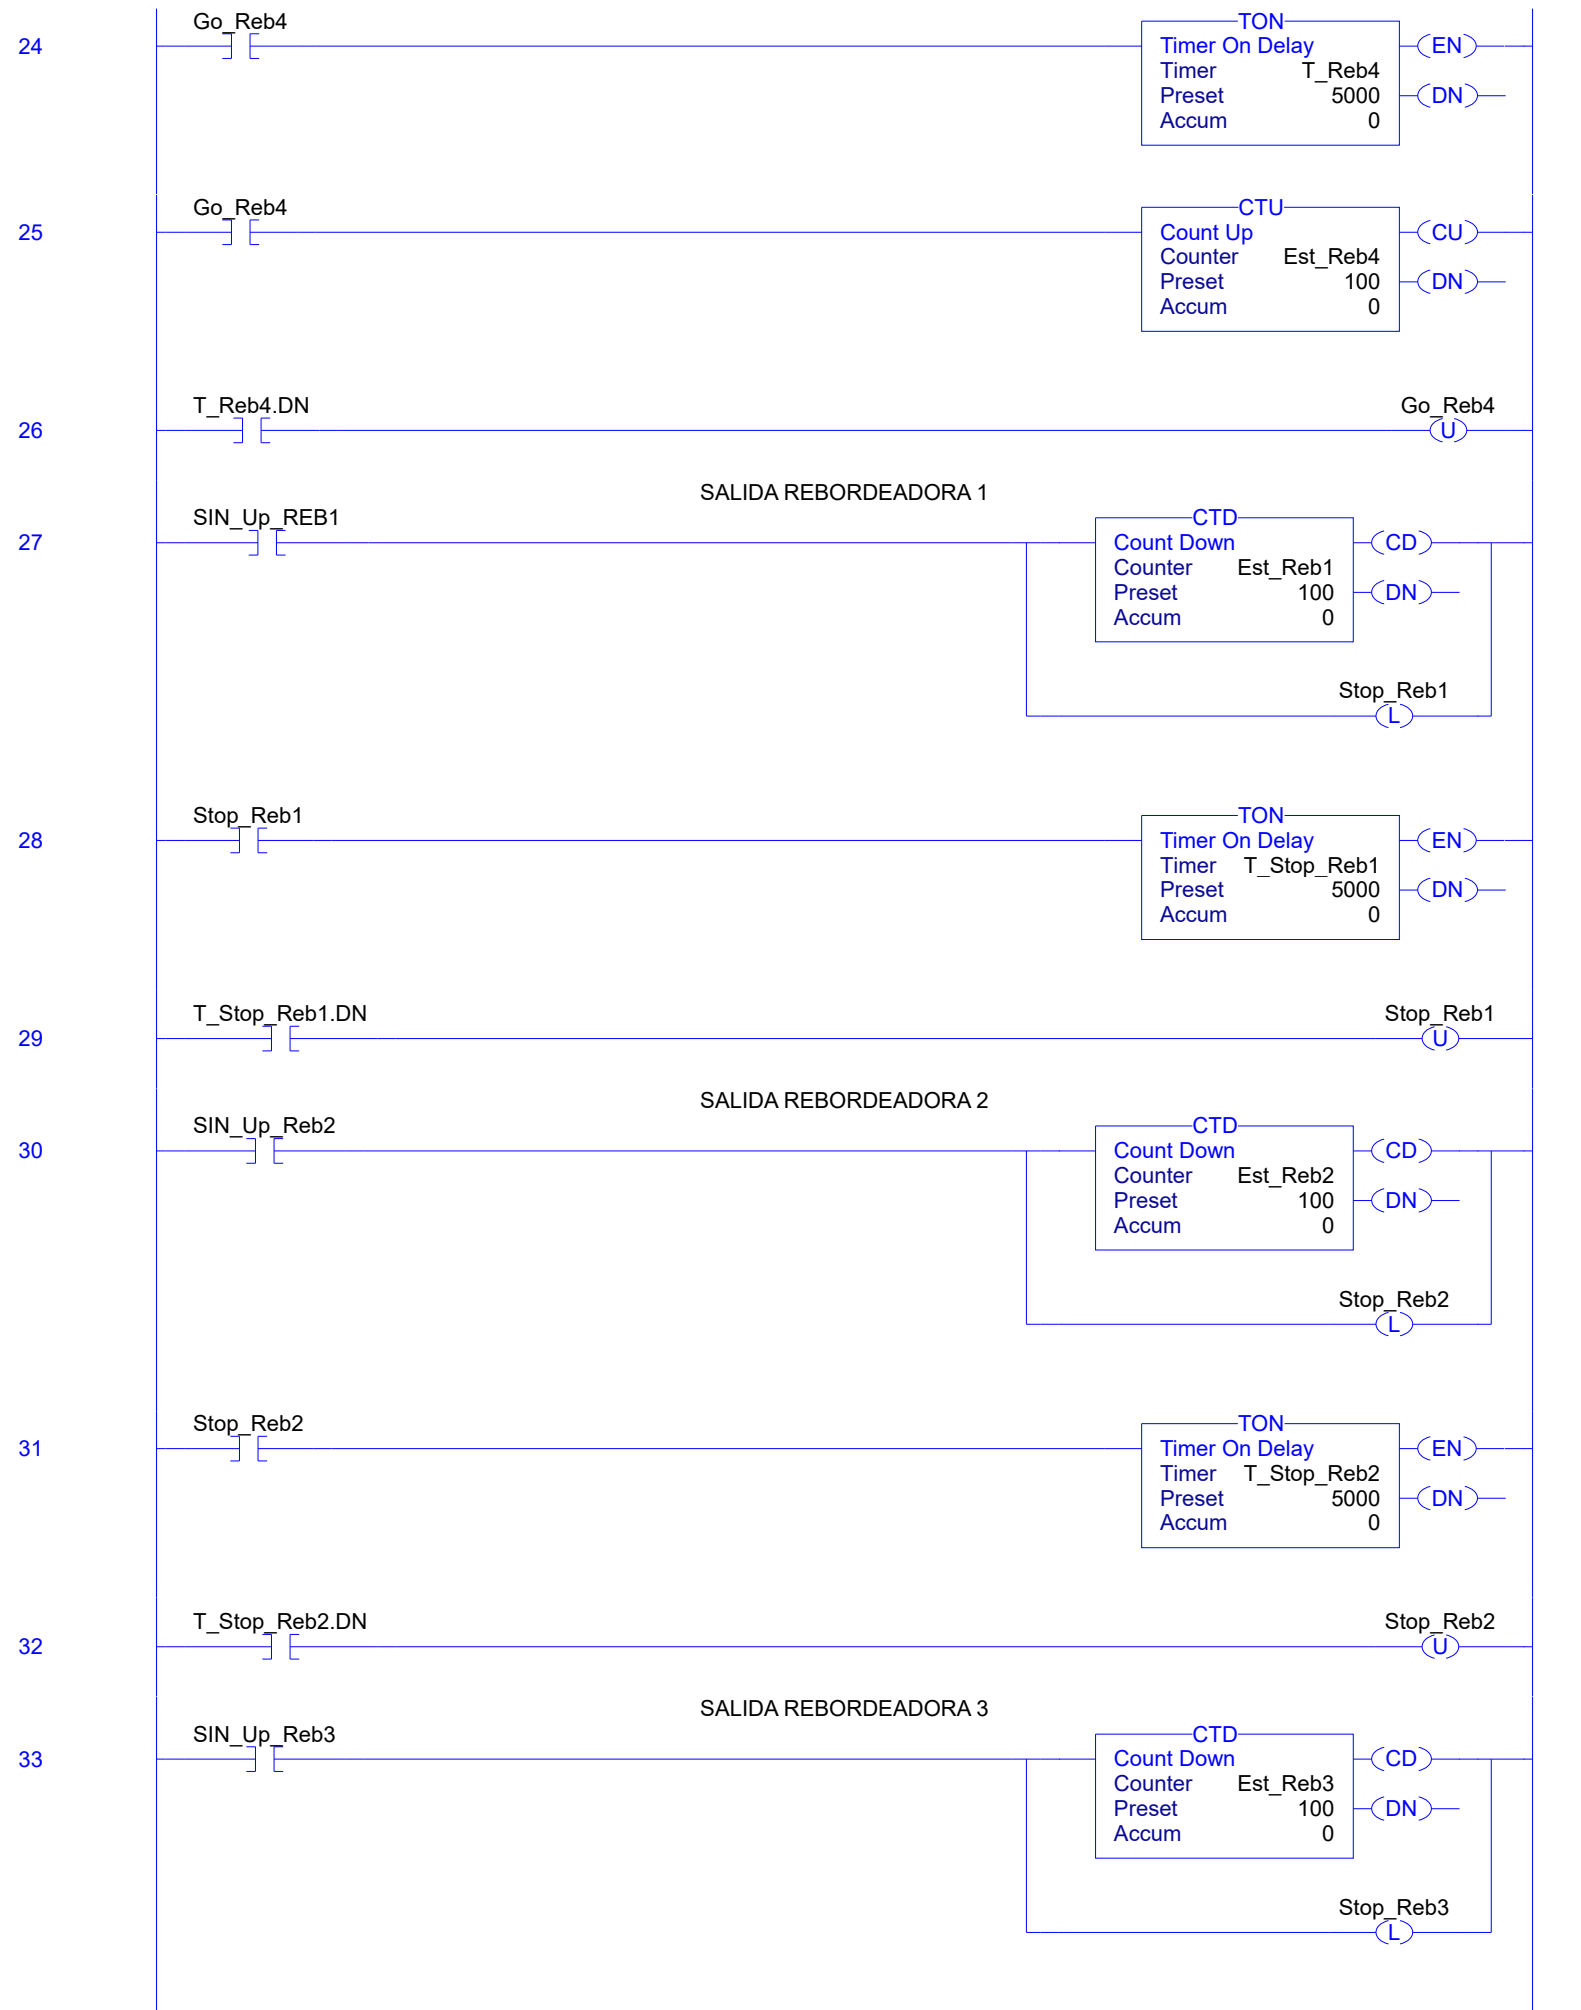 Go_Reb4
TON
24
Timer On Delay
EN
Timer T_Reb4
Preset 5000
DN
Accum 0
Go_Reb4
CTU
25
Count Up
CU
Counter Est_Reb4
Preset 100
DN
Accum 0
T_Reb4.DN
Go_Reb4
26
U
SALIDA REBORDEADORA 1
SIN_Up_REB1
CTD
27
Count Down
CD
Counter Est_Reb1
Preset 100
DN
Accum 0
Stop_Reb1
L
Stop_Reb1
TON
28
Timer On Delay
EN
Timer T_Stop_Reb1
Preset 5000
DN
Accum 0
T_Stop_Reb1.DN
Stop_Reb1
29
U
SALIDA REBORDEADORA 2
SIN_Up_Reb2
CTD
30
Count Down
CD
Counter Est_Reb2
Preset 100
DN
Accum 0
Stop_Reb2
L
Stop_Reb2
TON
31
Timer On Delay
EN
Timer T_Stop_Reb2
Preset 5000
DN
Accum 0
T_Stop_Reb2.DN
Stop_Reb2
32
U
SALIDA REBORDEADORA 3
SIN_Up_Reb3
CTD
33
Count Down
CD
Counter Est_Reb3
Preset 100
DN
Accum 0
Stop_Reb3
L